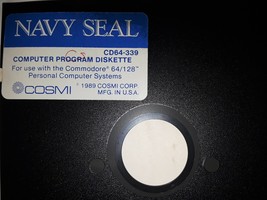 NAVY SEAL
CD64-339
COMPUTER PROGRAM DISKETTE
For use with the Commodore® 64/128™
Personal Computer Systems
COSMI © 1989 COSMI CORP.
MFG. IN U.S.A.